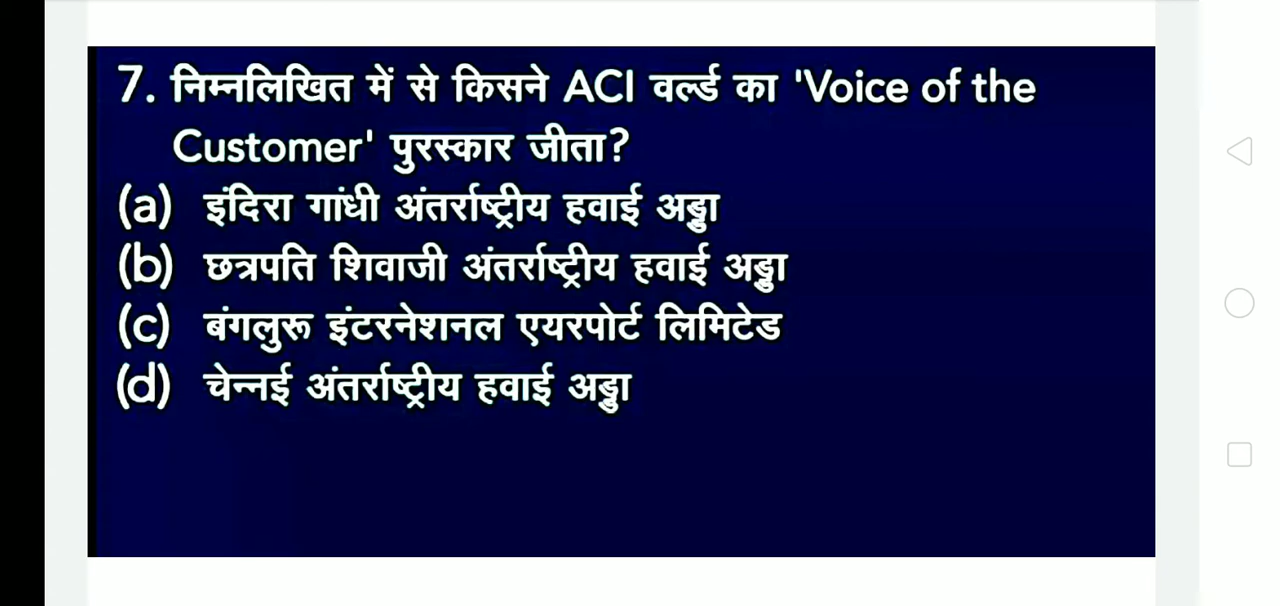 7. निम्नलिखित में से किसने ACI वर्ल्ड का 'Voice of the
Customer' पुरस्कार जीता?
(a) इंदिरा गांधी अंतर्राष्ट्रीय हवाई अड्डा
(b) छत्रपति शिवाजी अंतर्राष्ट्रीय हवाई अड्डा
(c) बंगलुरू इंटरनेशनल एयरपोर्ट लिमिटेड
(d) चेन्नई अंतर्राष्ट्रीय हवाई अड्डा